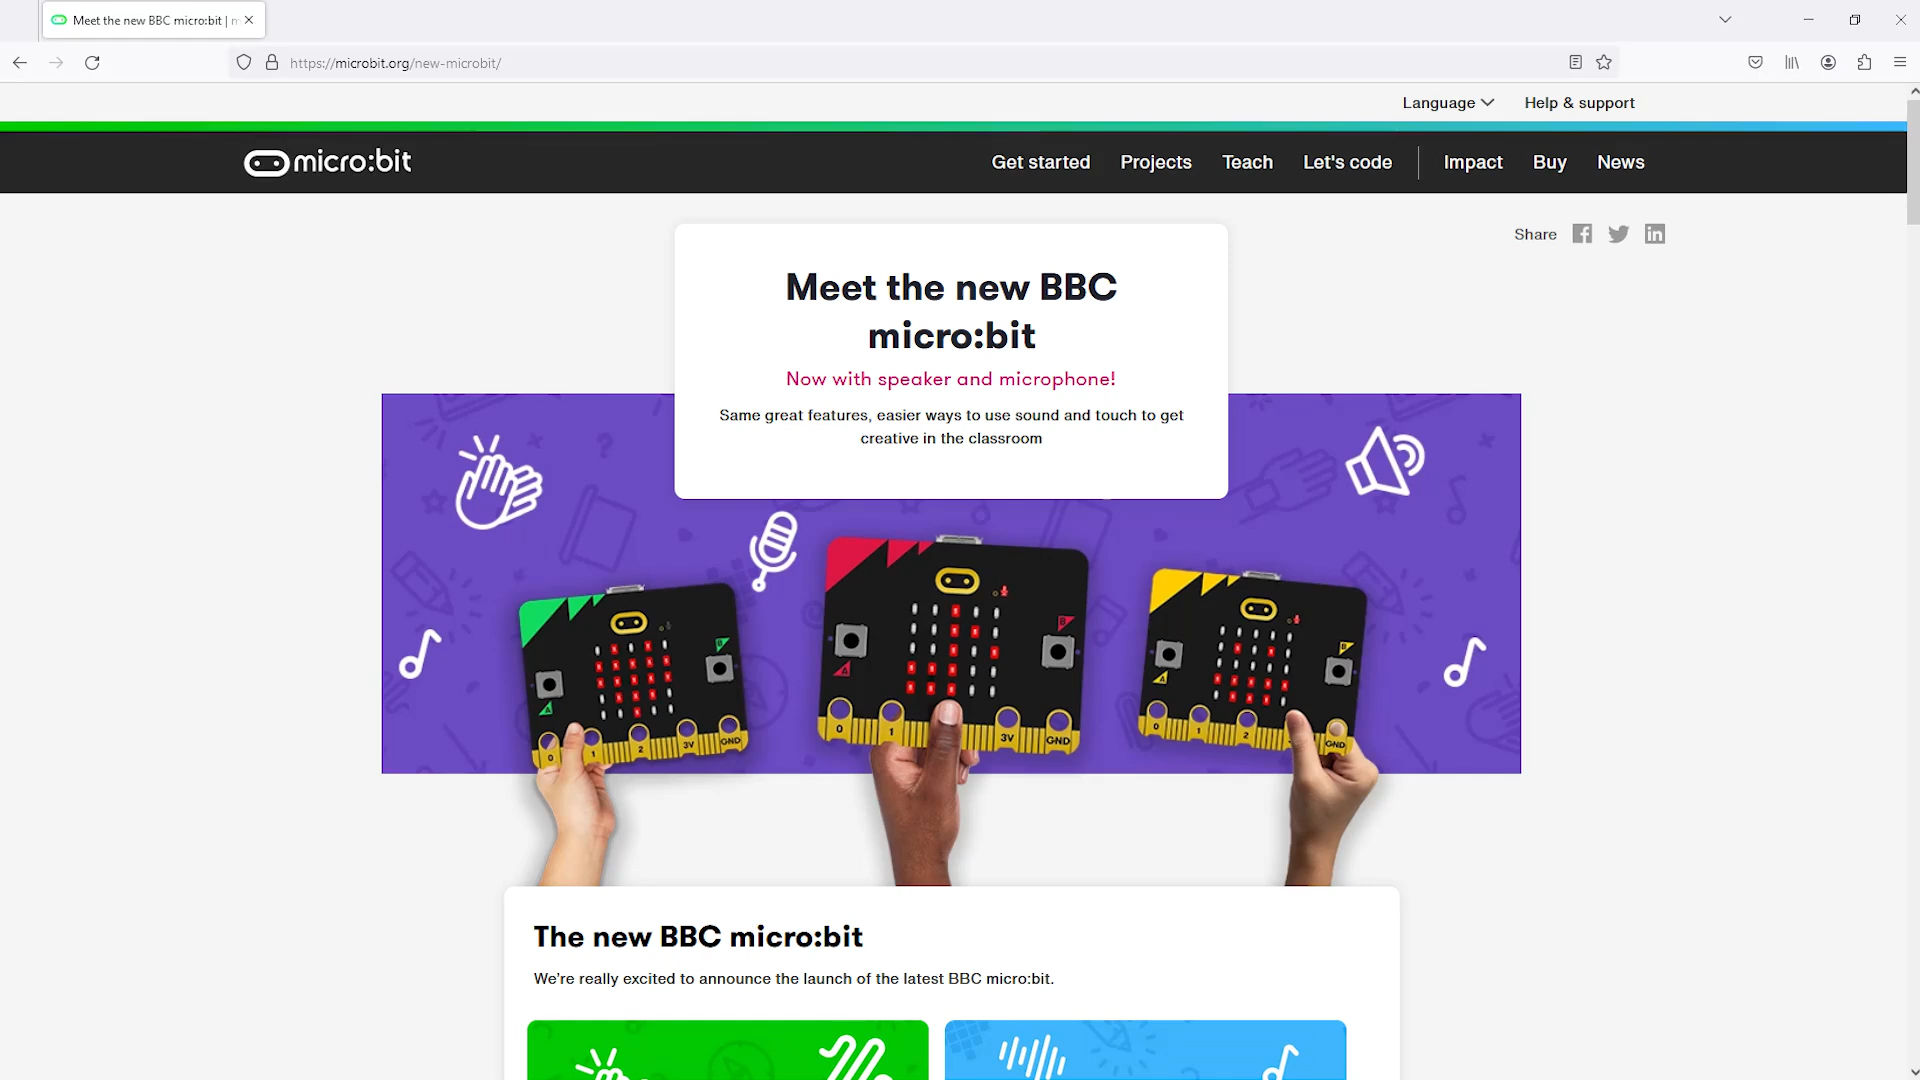 Meet the new BBC micro:bit |
https://microbit.org/new-microbit/
Language
Help & support
micro:bit
Get started
Projects
Teach
Let's code
Impact
Buy
News
Share
Meet the new BBC
micro:bit
Now with speaker and microphone!
Same great features, easier ways to use sound and touch to get
creative in the classroom
A
B
0
1
2
3V
GND
A
B
0
1
3V
GND
A
B
0
1
2
GND
The new BBC micro:bit
We're really excited to announce the launch of the latest BBC micro:bit.